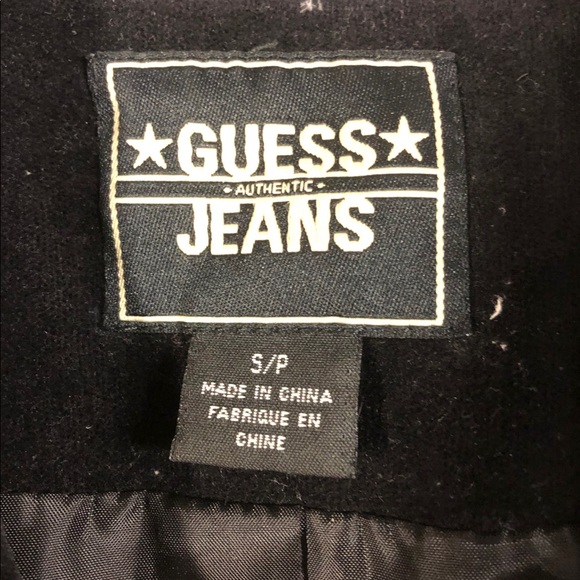 GUESS
AUTHENTIC
JEANS
S/P
MADE IN CHINA
FABRIQUE EN
CHINE